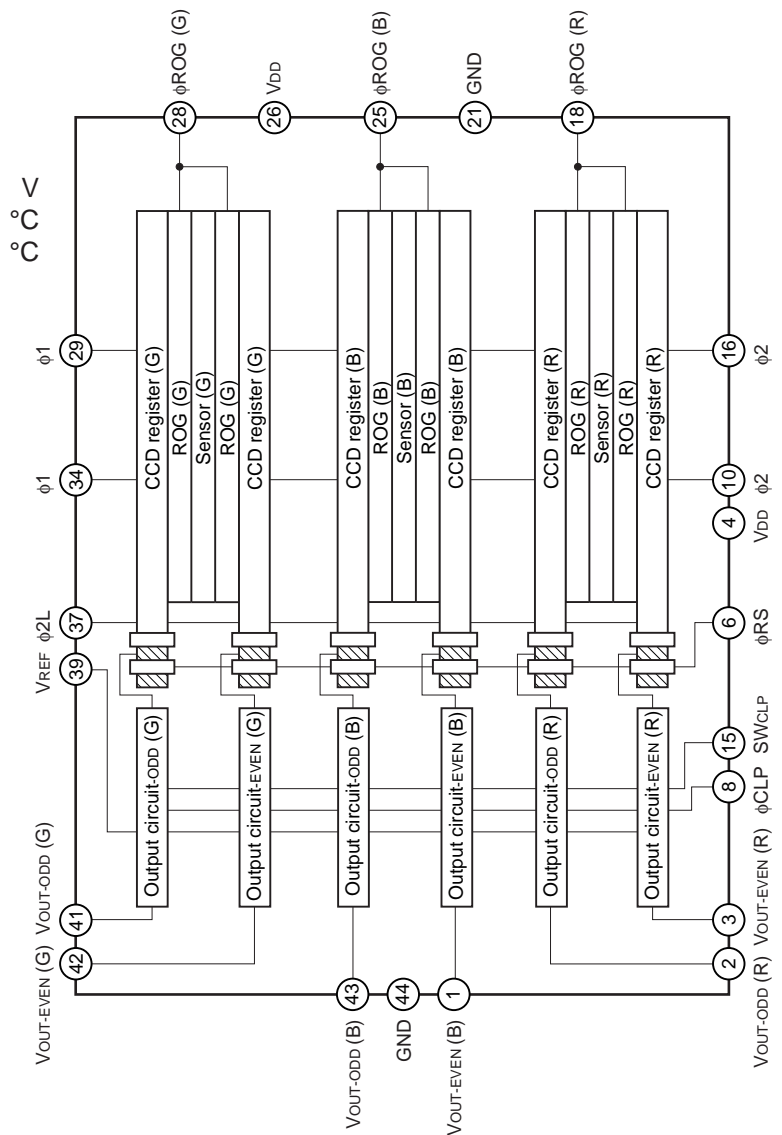 V
°C
°C
28 ϕROG (G)
26 VDD
25 ϕROG (B)
21 GND
18 ϕROG (R)
ϕ1 29
ϕ1 34
ϕ2L 37
VREF 39
CCD register (G)
ROG (G)
Sensor (G)
ROG (G)
CCD register (G)
CCD register (B)
ROG (B)
Sensor (B)
ROG (B)
CCD register (B)
CCD register (R)
ROG (R)
Sensor (R)
ROG (R)
CCD register (R)
16 ϕ2
10 ϕ2
4 VDD
6 ϕRS
15 SWCLP
8 ϕCLP
Output circuit-ODD (G)
Output circuit-EVEN (G)
Output circuit-ODD (B)
Output circuit-EVEN (B)
Output circuit-ODD (R)
Output circuit-EVEN (R)
VOUT-ODD (G) 41
VOUT-EVEN (G) 42
VOUT-ODD (B) 43
GND 44
VOUT-EVEN (B) 1
2 VOUT-ODD (R)
3 VOUT-EVEN (R)